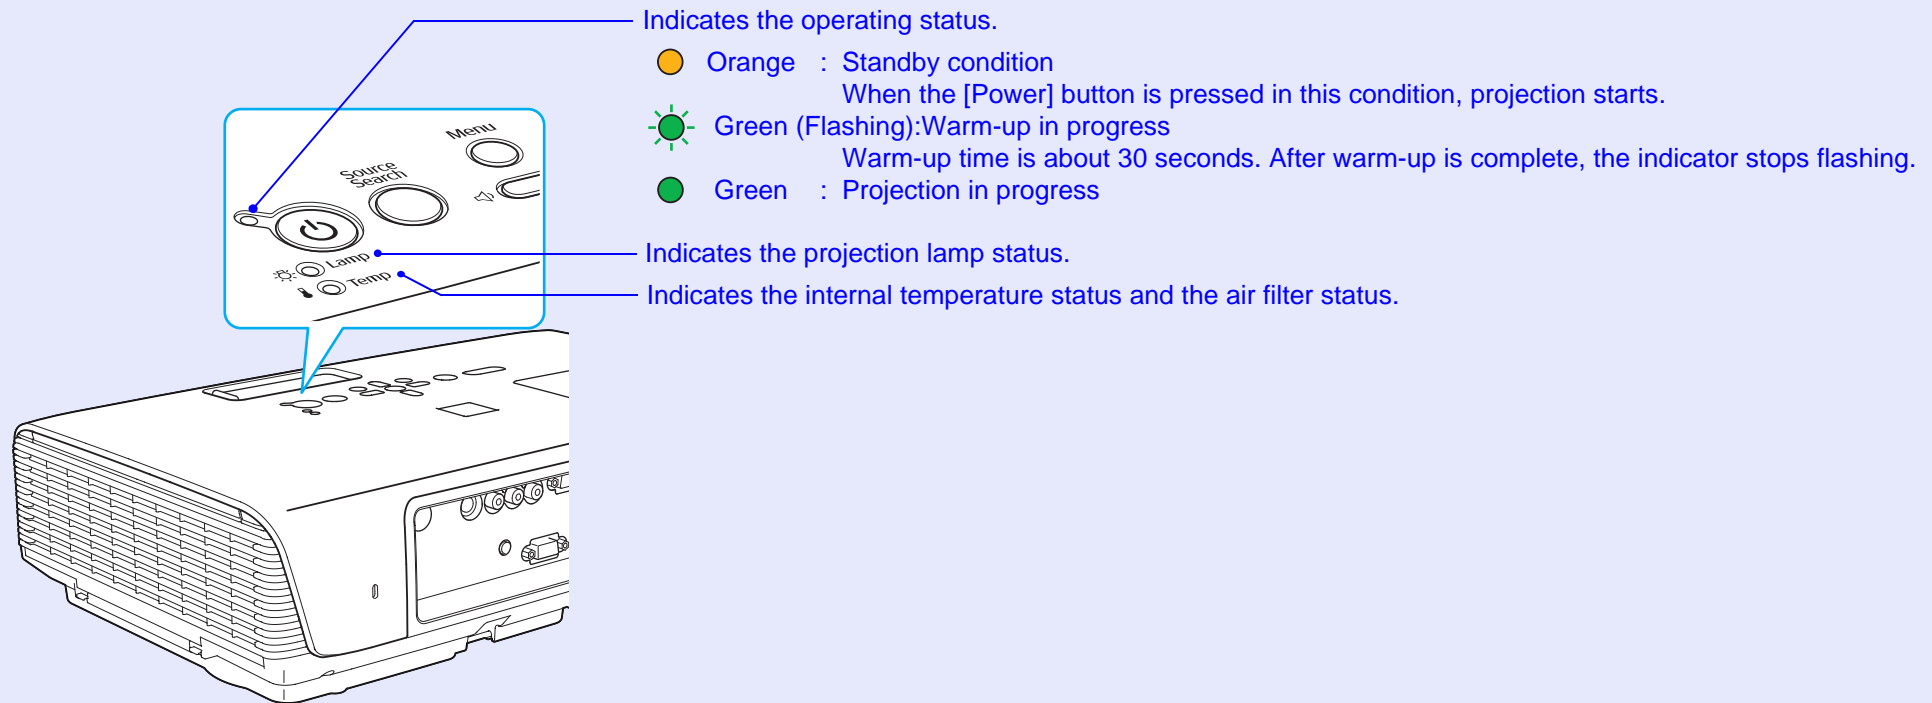 Indicates the operating status.
Orange : Standby condition
When the [Power] button is pressed in this condition, projection starts.
Green (Flashing):Warm-up in progress
Warm-up time is about 30 seconds. After warm-up is complete, the indicator stops flashing.
Green : Projection in progress
Menu
Source
Search
Lamp
Temp
Indicates the projection lamp status.
Indicates the internal temperature status and the air filter status.